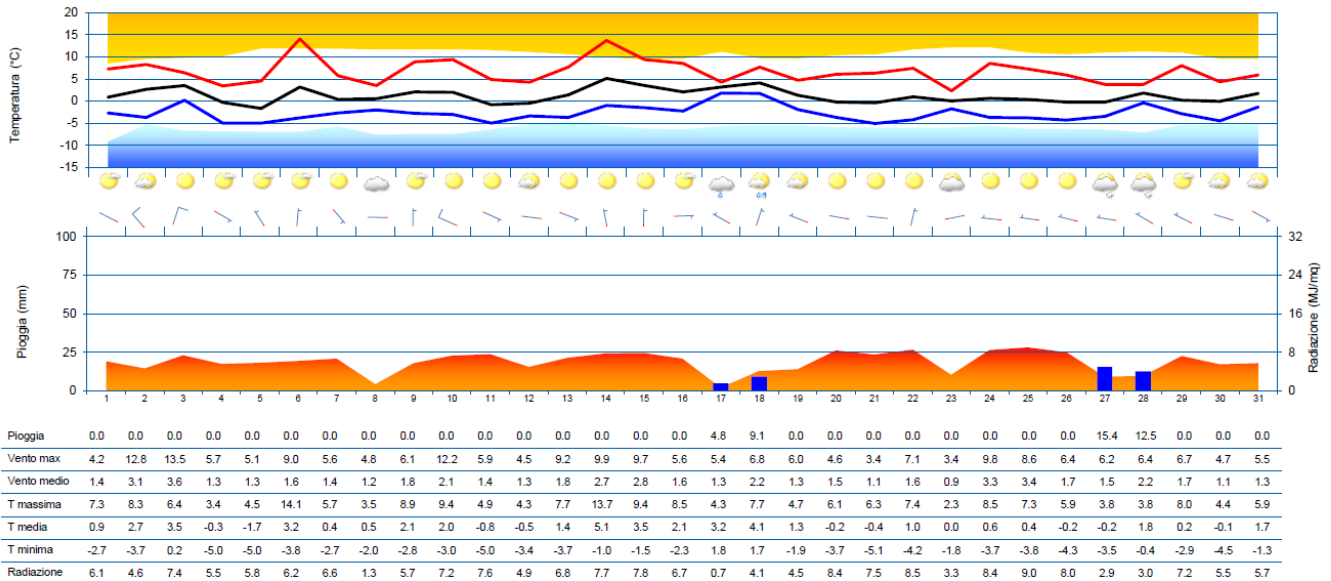 20
15
10
5
0
-5
-10
-15
Temperatura (°C)
100 32
75 24
50 16
25 8
0 0
Pioggia (mm)
Radiazione (MJ/mq)
1 2 3 4 5 6 7 8 9 10 11 12 13 14 15 16 17 18 19 20 21 22 23 24 25 26 27 28 29 30 31
Pioggia 0.0 0.0 0.0 0.0 0.0 0.0 0.0 0.0 0.0 0.0 0.0 0.0 0.0 0.0 0.0 0.0 4.8 9.1 0.0 0.0 0.0 0.0 0.0 0.0 0.0 0.0 15.4 12.5 0.0 0.0 0.0
Vento max 4.2 12.8 13.5 5.7 5.1 9.0 5.6 4.8 6.1 12.2 5.9 4.5 9.2 9.9 9.7 5.6 5.4 6.8 6.0 4.6 3.4 7.1 3.4 9.8 8.6 6.4 6.2 6.4 6.7 4.7 5.5
Vento medio 1.4 3.1 3.6 1.3 1.3 1.6 1.4 1.2 1.8 2.1 1.4 1.3 1.8 2.7 2.8 1.6 1.3 2.2 1.3 1.5 1.1 1.6 0.9 3.3 3.4 1.7 1.5 2.2 1.7 1.1 1.3
T massima 7.3 8.3 6.4 3.4 4.5 14.1 5.7 3.5 8.9 9.4 4.9 4.3 7.7 13.7 9.4 8.5 4.3 7.7 4.7 6.1 6.3 7.4 2.3 8.5 7.3 5.9 3.8 3.8 8.0 4.4 5.9
T media 0.9 2.7 3.5 -0.3 -1.7 3.2 0.4 0.5 2.1 2.0 -0.8 -0.5 1.4 5.1 3.5 2.1 3.2 4.1 1.3 -0.2 -0.4 1.0 0.0 0.6 0.4 -0.2 -0.2 1.8 0.2 -0.1 1.7
T minima -2.7 -3.7 0.2 -5.0 -5.0 -3.8 -2.7 -2.0 -2.8 -3.0 -5.0 -3.4 -3.7 -1.0 -1.5 -2.3 1.8 1.7 -1.9 -3.7 -5.1 -4.2 -1.8 -3.7 -3.8 -4.3 -3.5 -0.4 -2.9 -4.5 -1.3
Radiazione 6.1 4.6 7.4 5.5 5.8 6.2 6.6 1.3 5.7 7.2 7.6 4.9 6.8 7.7 7.8 6.7 0.7 4.1 4.5 8.4 7.5 8.5 3.3 8.4 9.0 8.0 2.9 3.0 7.2 5.5 5.7